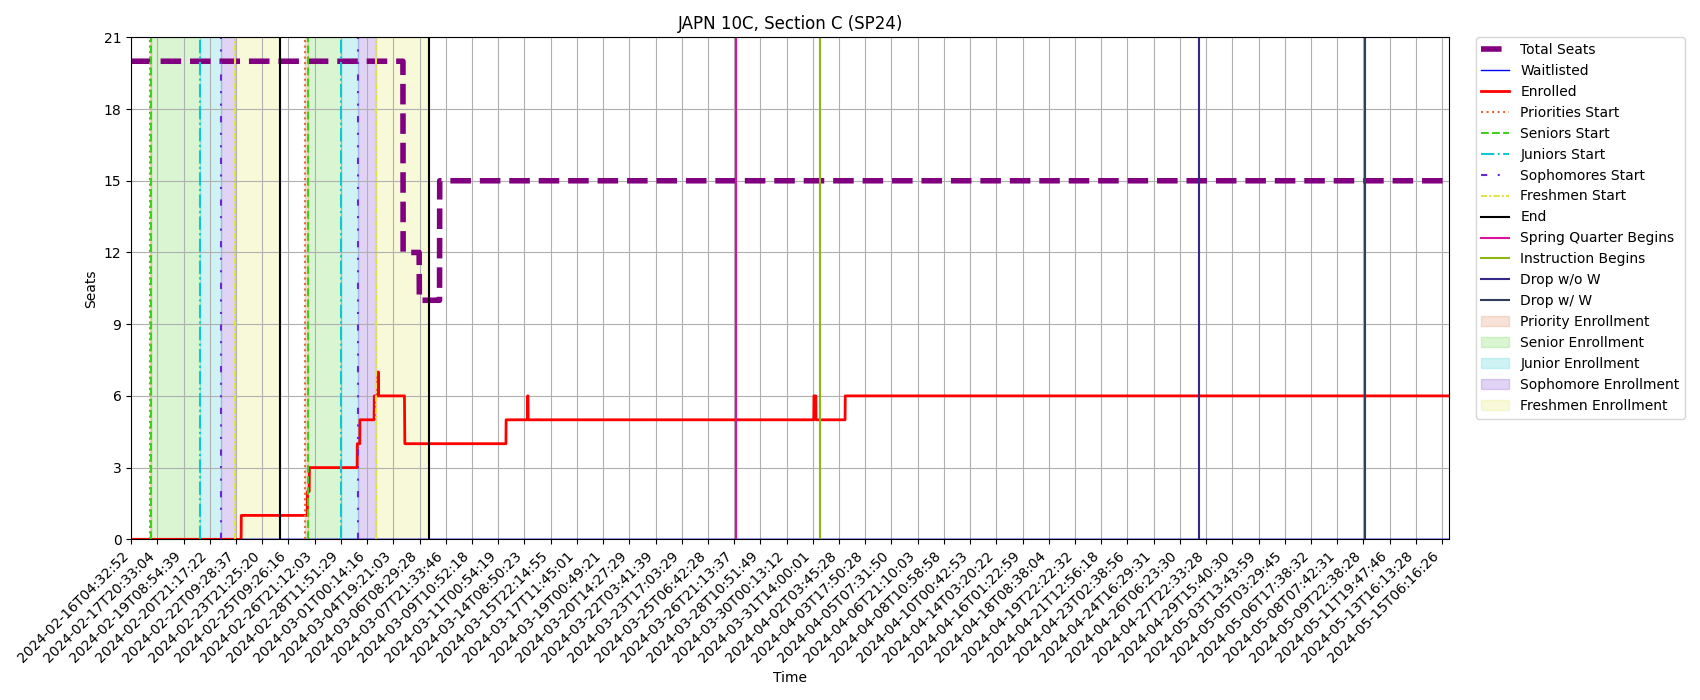 JAPN 10C, Section C (SP24)
21
18
15
12
9
6
3
0
Seats
2024-02-16T04:32:52
2024-02-17T20:33:04
2024-02-19T08:54:39
2024-02-20T21:17:22
2024-02-22T09:28:37
2024-02-23T21:25:20
2024-02-25T09:26:16
2024-02-26T21:12:03
2024-02-28T11:51:29
2024-03-01T00:14:16
2024-03-04T19:21:03
2024-03-06T08:29:28
2024-03-07T21:33:46
2024-03-09T10:52:18
2024-03-11T00:54:19
2024-03-14T08:50:23
2024-03-15T22:14:55
2024-03-17T11:45:01
2024-03-19T00:49:21
2024-03-20T14:27:29
2024-03-22T03:41:39
2024-03-23T17:03:29
2024-03-25T06:42:28
2024-03-26T21:13:37
2024-03-28T10:51:49
2024-03-30T00:13:12
2024-03-31T14:00:01
2024-04-02T03:45:28
2024-04-03T17:50:28
2024-04-05T07:31:50
2024-04-06T21:10:03
2024-04-08T10:58:58
2024-04-10T00:42:53
2024-04-14T03:20:22
2024-04-16T01:22:59
2024-04-18T08:38:04
2024-04-19T22:22:32
2024-04-21T12:56:18
2024-04-23T02:38:56
2024-04-24T16:29:31
2024-04-26T06:23:30
2024-04-27T22:33:28
2024-04-29T15:40:30
2024-05-03T13:43:59
2024-05-05T03:29:45
2024-05-06T17:38:32
2024-05-08T07:42:31
2024-05-09T22:38:28
2024-05-11T19:47:46
2024-05-13T16:13:28
2024-05-15T06:16:26
Time
Total Seats
Waitlisted
Enrolled
Priorities Start
Seniors Start
Juniors Start
Sophomores Start
Freshmen Start
End
Spring Quarter Begins
Instruction Begins
Drop w/o W
Drop w/ W
Priority Enrollment
Senior Enrollment
Junior Enrollment
Sophomore Enrollment
Freshmen Enrollment